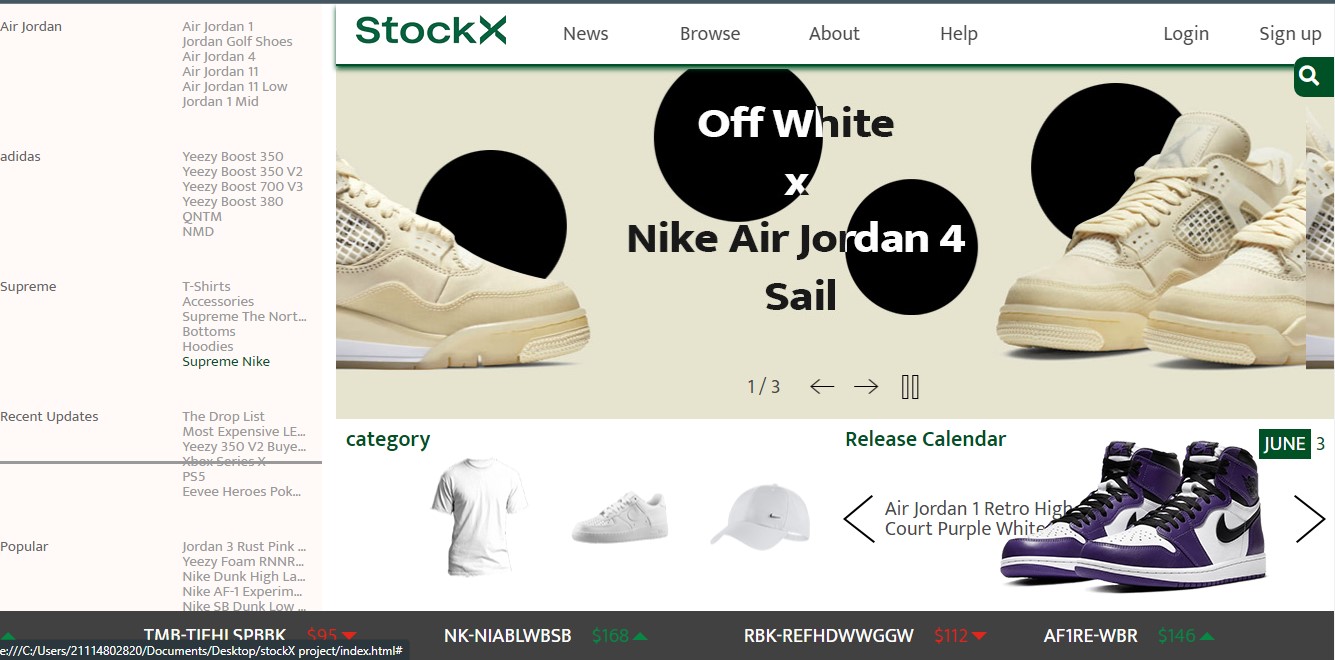 StockX
News
Browse
About
Help
Login
Sign up
Air Jordan
Air Jordan 1
Jordan Golf Shoes
Air Jordan 4
Air Jordan 11
Air Jordan 11 Low
Jordan 1 Mid
adidas
Yeezy Boost 350
Yeezy Boost 350 V2
Yeezy Boost 700 V3
Yeezy Boost 380
QNTM
NMD
Supreme
T-Shirts
Accessories
Supreme The Nort...
Bottoms
Hoodies
Supreme Nike
Recent Updates
The Drop List
Most Expensive LE...
Yeezy 350 V2 Buye...
Xbox Series X
PS5
Eevee Heroes Pok...
Popular
Jordan 3 Rust Pink ...
Yeezy Foam RNNR...
Nike Dunk High La...
Nike AF-1 Experim...
Nike SB Dunk Low ...
Off White
x
Nike Air Jordan 4
Sail
1 / 3
category
Release Calendar
JUNE 3
Air Jordan 1 Retro High
Court Purple White
TMB-TIEHLSPBBK $95
NK-NIABLWBSB $168
RBK-REFHDWWGGW $112
AF1RE-WBR $146
e:///C:/Users/21114802820/Documents/Desktop/stockX project/index.html#